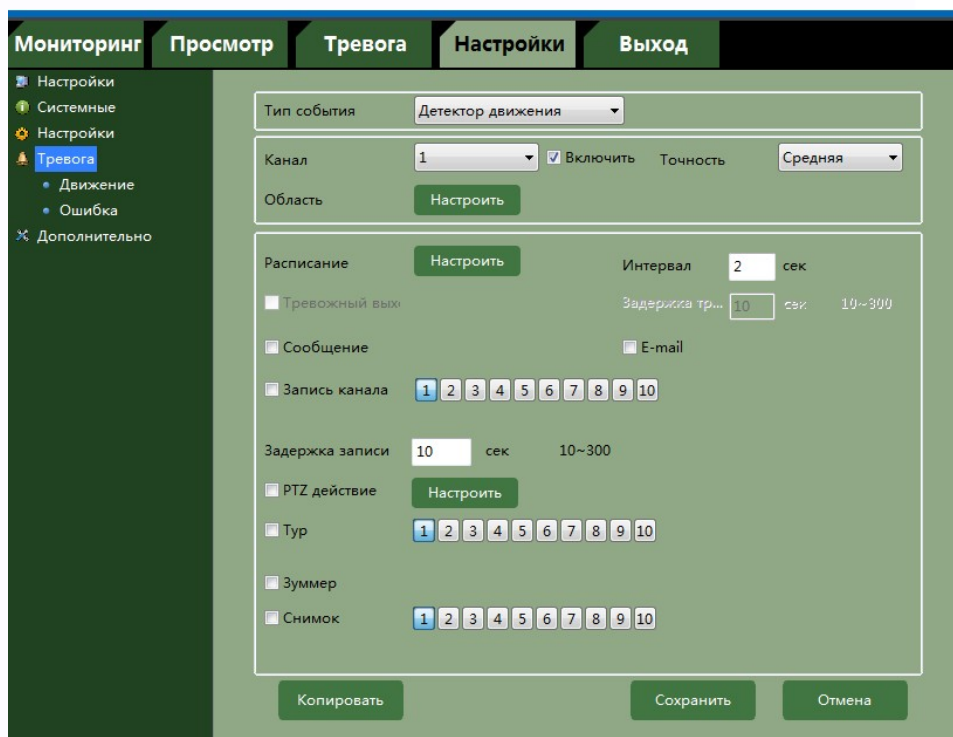 Мониторинг Просмотр Тревога Настройки Выход
Настройки
Системные
Настройки
Тревога
Движение
Ошибка
Дополнительно
Тип события Детектор движения
Канал 1 Включить Точность Средняя
Область Настроить
Расписание Настроить Интервал 2 сек
Тревожный вых Задержка тр... 10 сек 10~300
Сообщение E-mail
Запись канала 1 2 3 4 5 6 7 8 9 10
Задержка записи 10 сек 10~300
PTZ действие Настроить
Тур 1 2 3 4 5 6 7 8 9 10
Зуммер
Снимок 1 2 3 4 5 6 7 8 9 10
Копировать Сохранить Отмена